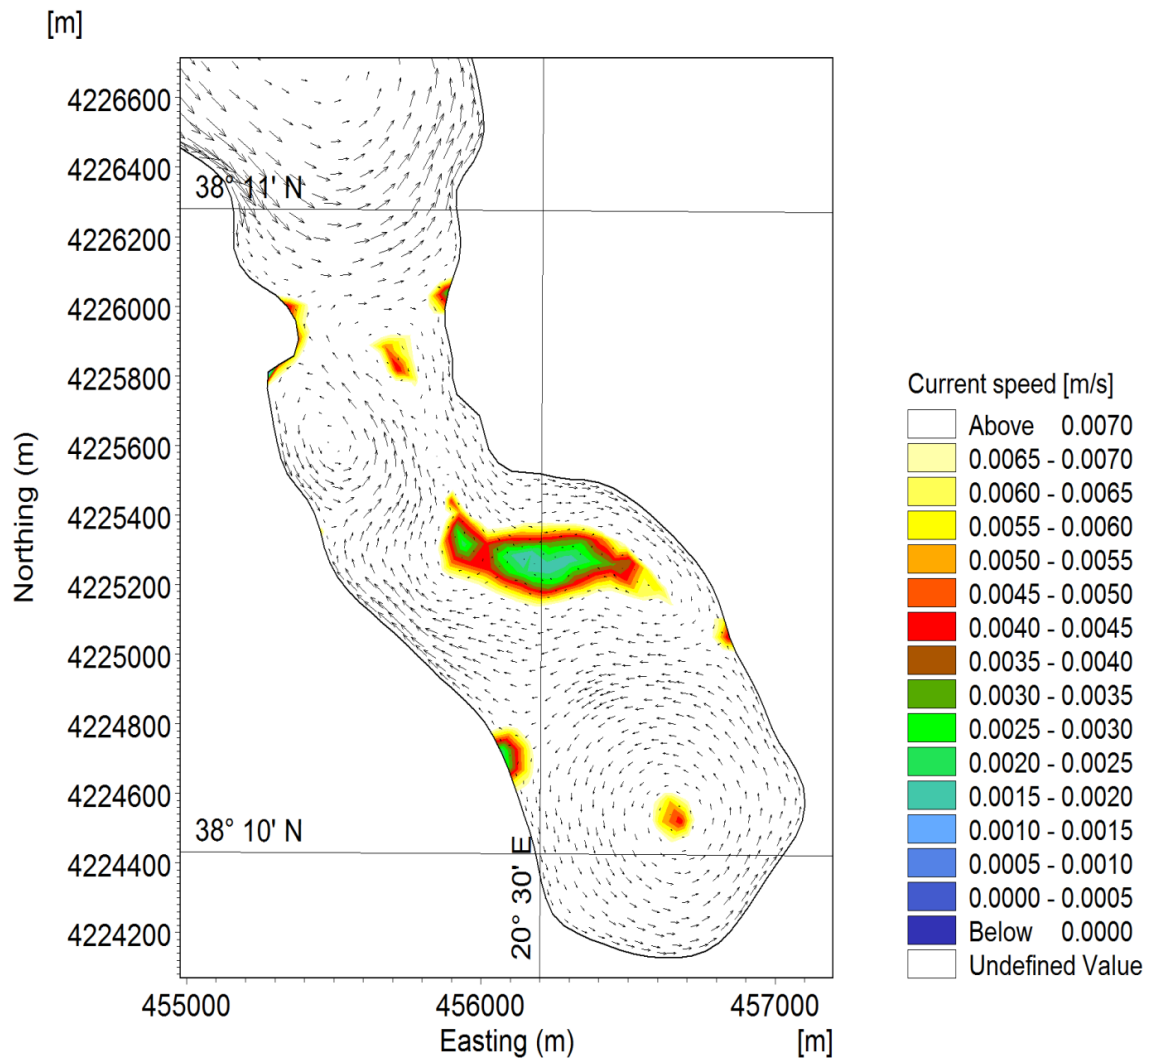 [m]
4226600
4226400
38° 11' N
4226200
4226000
4225800
4225600
4225400
4225200
4225000
4224800
4224600
38° 10' N
4224400
4224200
20° 30' E
Northing (m)
455000
456000
457000
Easting (m)
[m]
Current speed [m/s]
Above 0.0070
0.0065 - 0.0070
0.0060 - 0.0065
0.0055 - 0.0060
0.0050 - 0.0055
0.0045 - 0.0050
0.0040 - 0.0045
0.0035 - 0.0040
0.0030 - 0.0035
0.0025 - 0.0030
0.0020 - 0.0025
0.0015 - 0.0020
0.0010 - 0.0015
0.0005 - 0.0010
0.0000 - 0.0005
Below 0.0000
Undefined Value